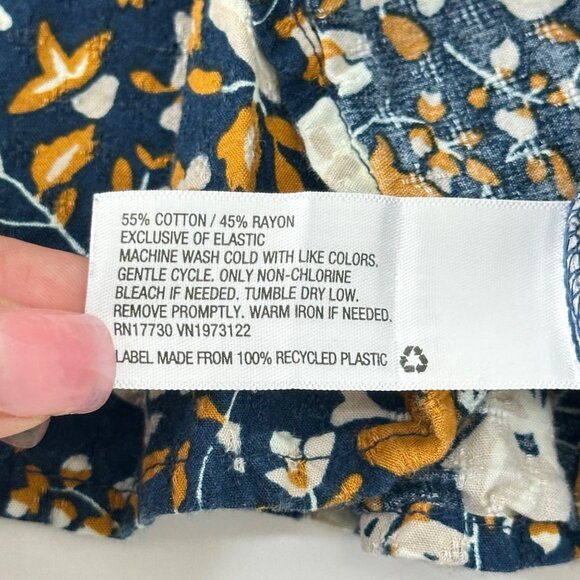 55% COTTON / 45% RAYON
EXCLUSIVE OF ELASTIC
MACHINE WASH COLD WITH LIKE COLORS.
GENTLE CYCLE. ONLY NON-CHLORINE
BLEACH IF NEEDED. TUMBLE DRY LOW.
REMOVE PROMPTLY. WARM IRON IF NEEDED.
RN17730 VN1973122
LABEL MADE FROM 100% RECYCLED PLASTIC